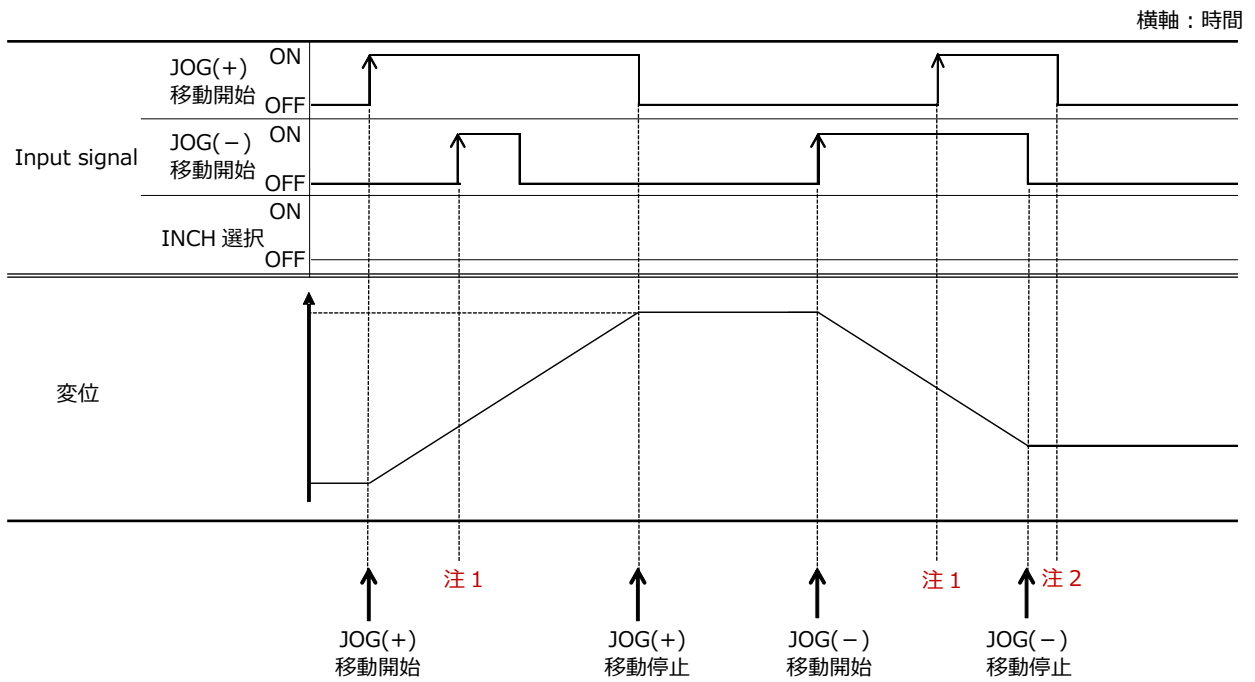 横軸：時間
Input signal
JOG(+)
移動開始
ON
OFF
JOG(－)
移動開始
ON
OFF
INCH 選択
ON
OFF
変位
注 1
注 1
注 2
JOG(+)
移動開始
JOG(+)
移動停止
JOG(－)
移動開始
JOG(－)
移動停止